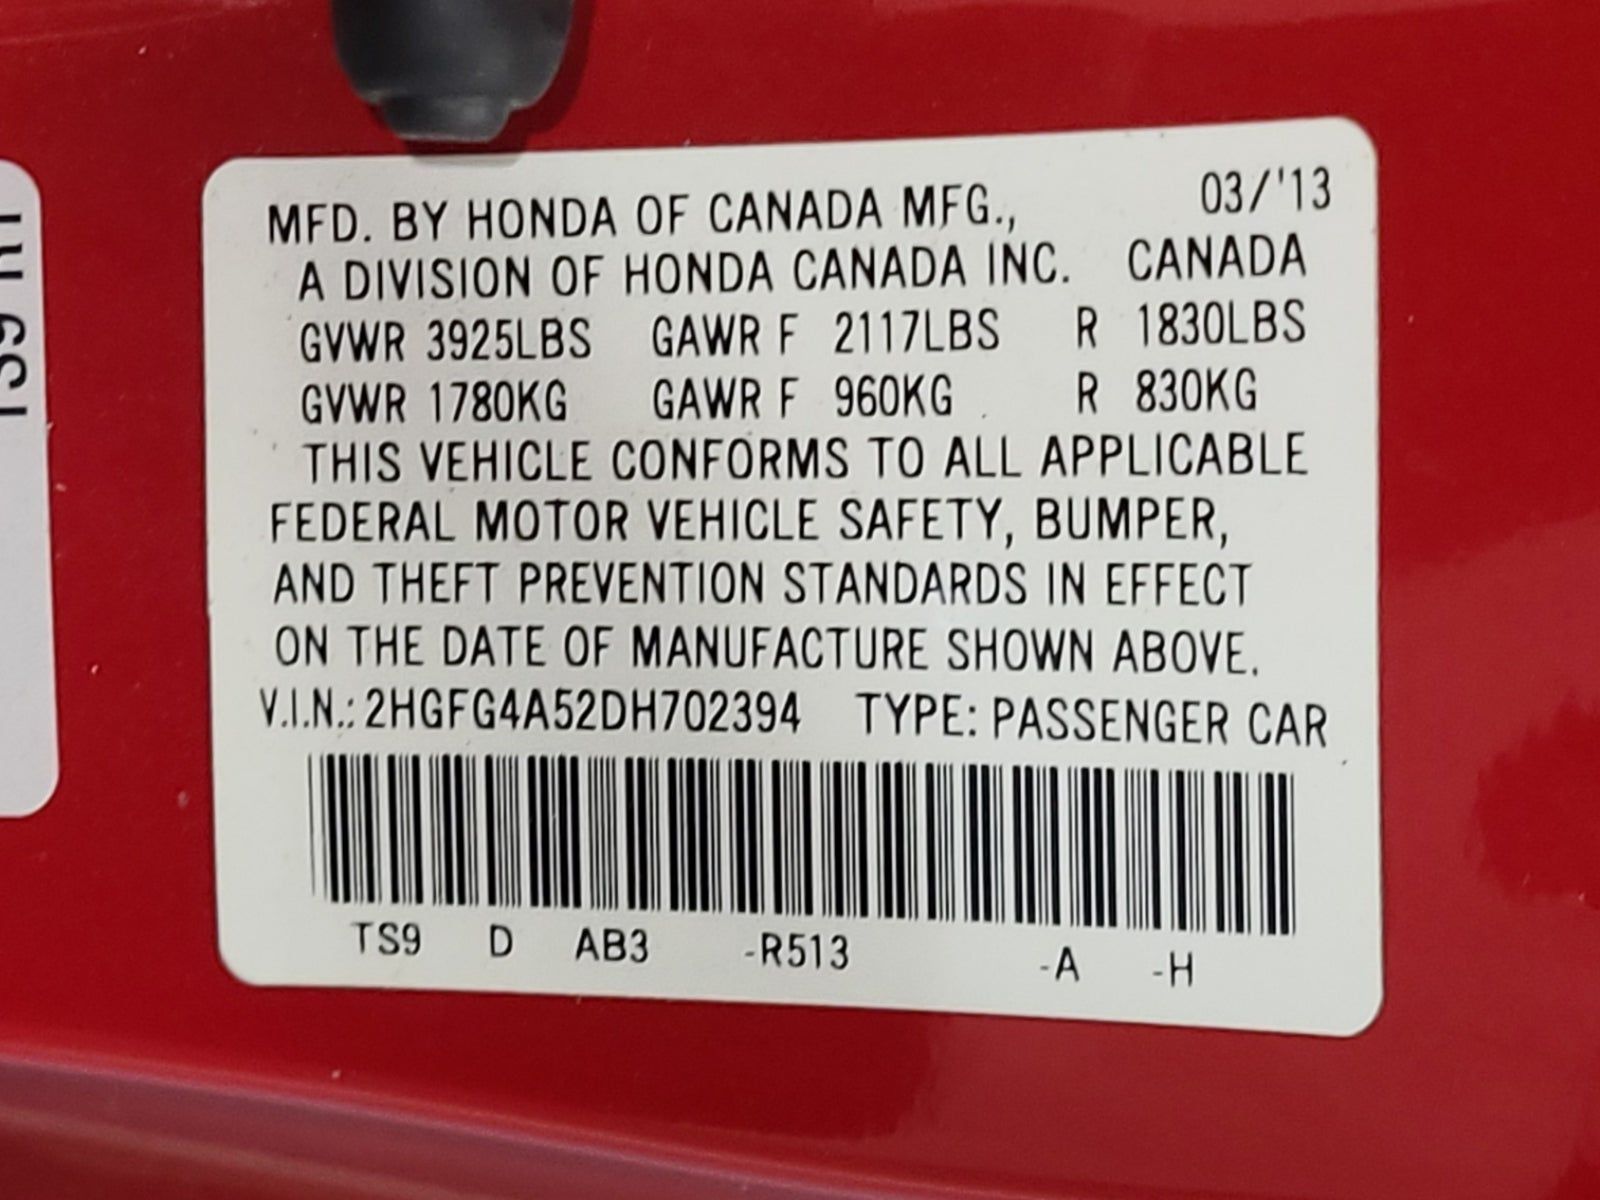 TS9 RT
MFD. BY HONDA OF CANADA MFG., 03/'13
A DIVISION OF HONDA CANADA INC. CANADA
GVWR 3925LBS GAWR F 2117LBS R 1830LBS
GVWR 1780KG GAWR F 960KG R 830KG
THIS VEHICLE CONFORMS TO ALL APPLICABLE
FEDERAL MOTOR VEHICLE SAFETY, BUMPER,
AND THEFT PREVENTION STANDARDS IN EFFECT
ON THE DATE OF MANUFACTURE SHOWN ABOVE.
V.I.N.: 2HGFG4A52DH702394 TYPE: PASSENGER CAR
TS9 D AB3 -R513 -A -H